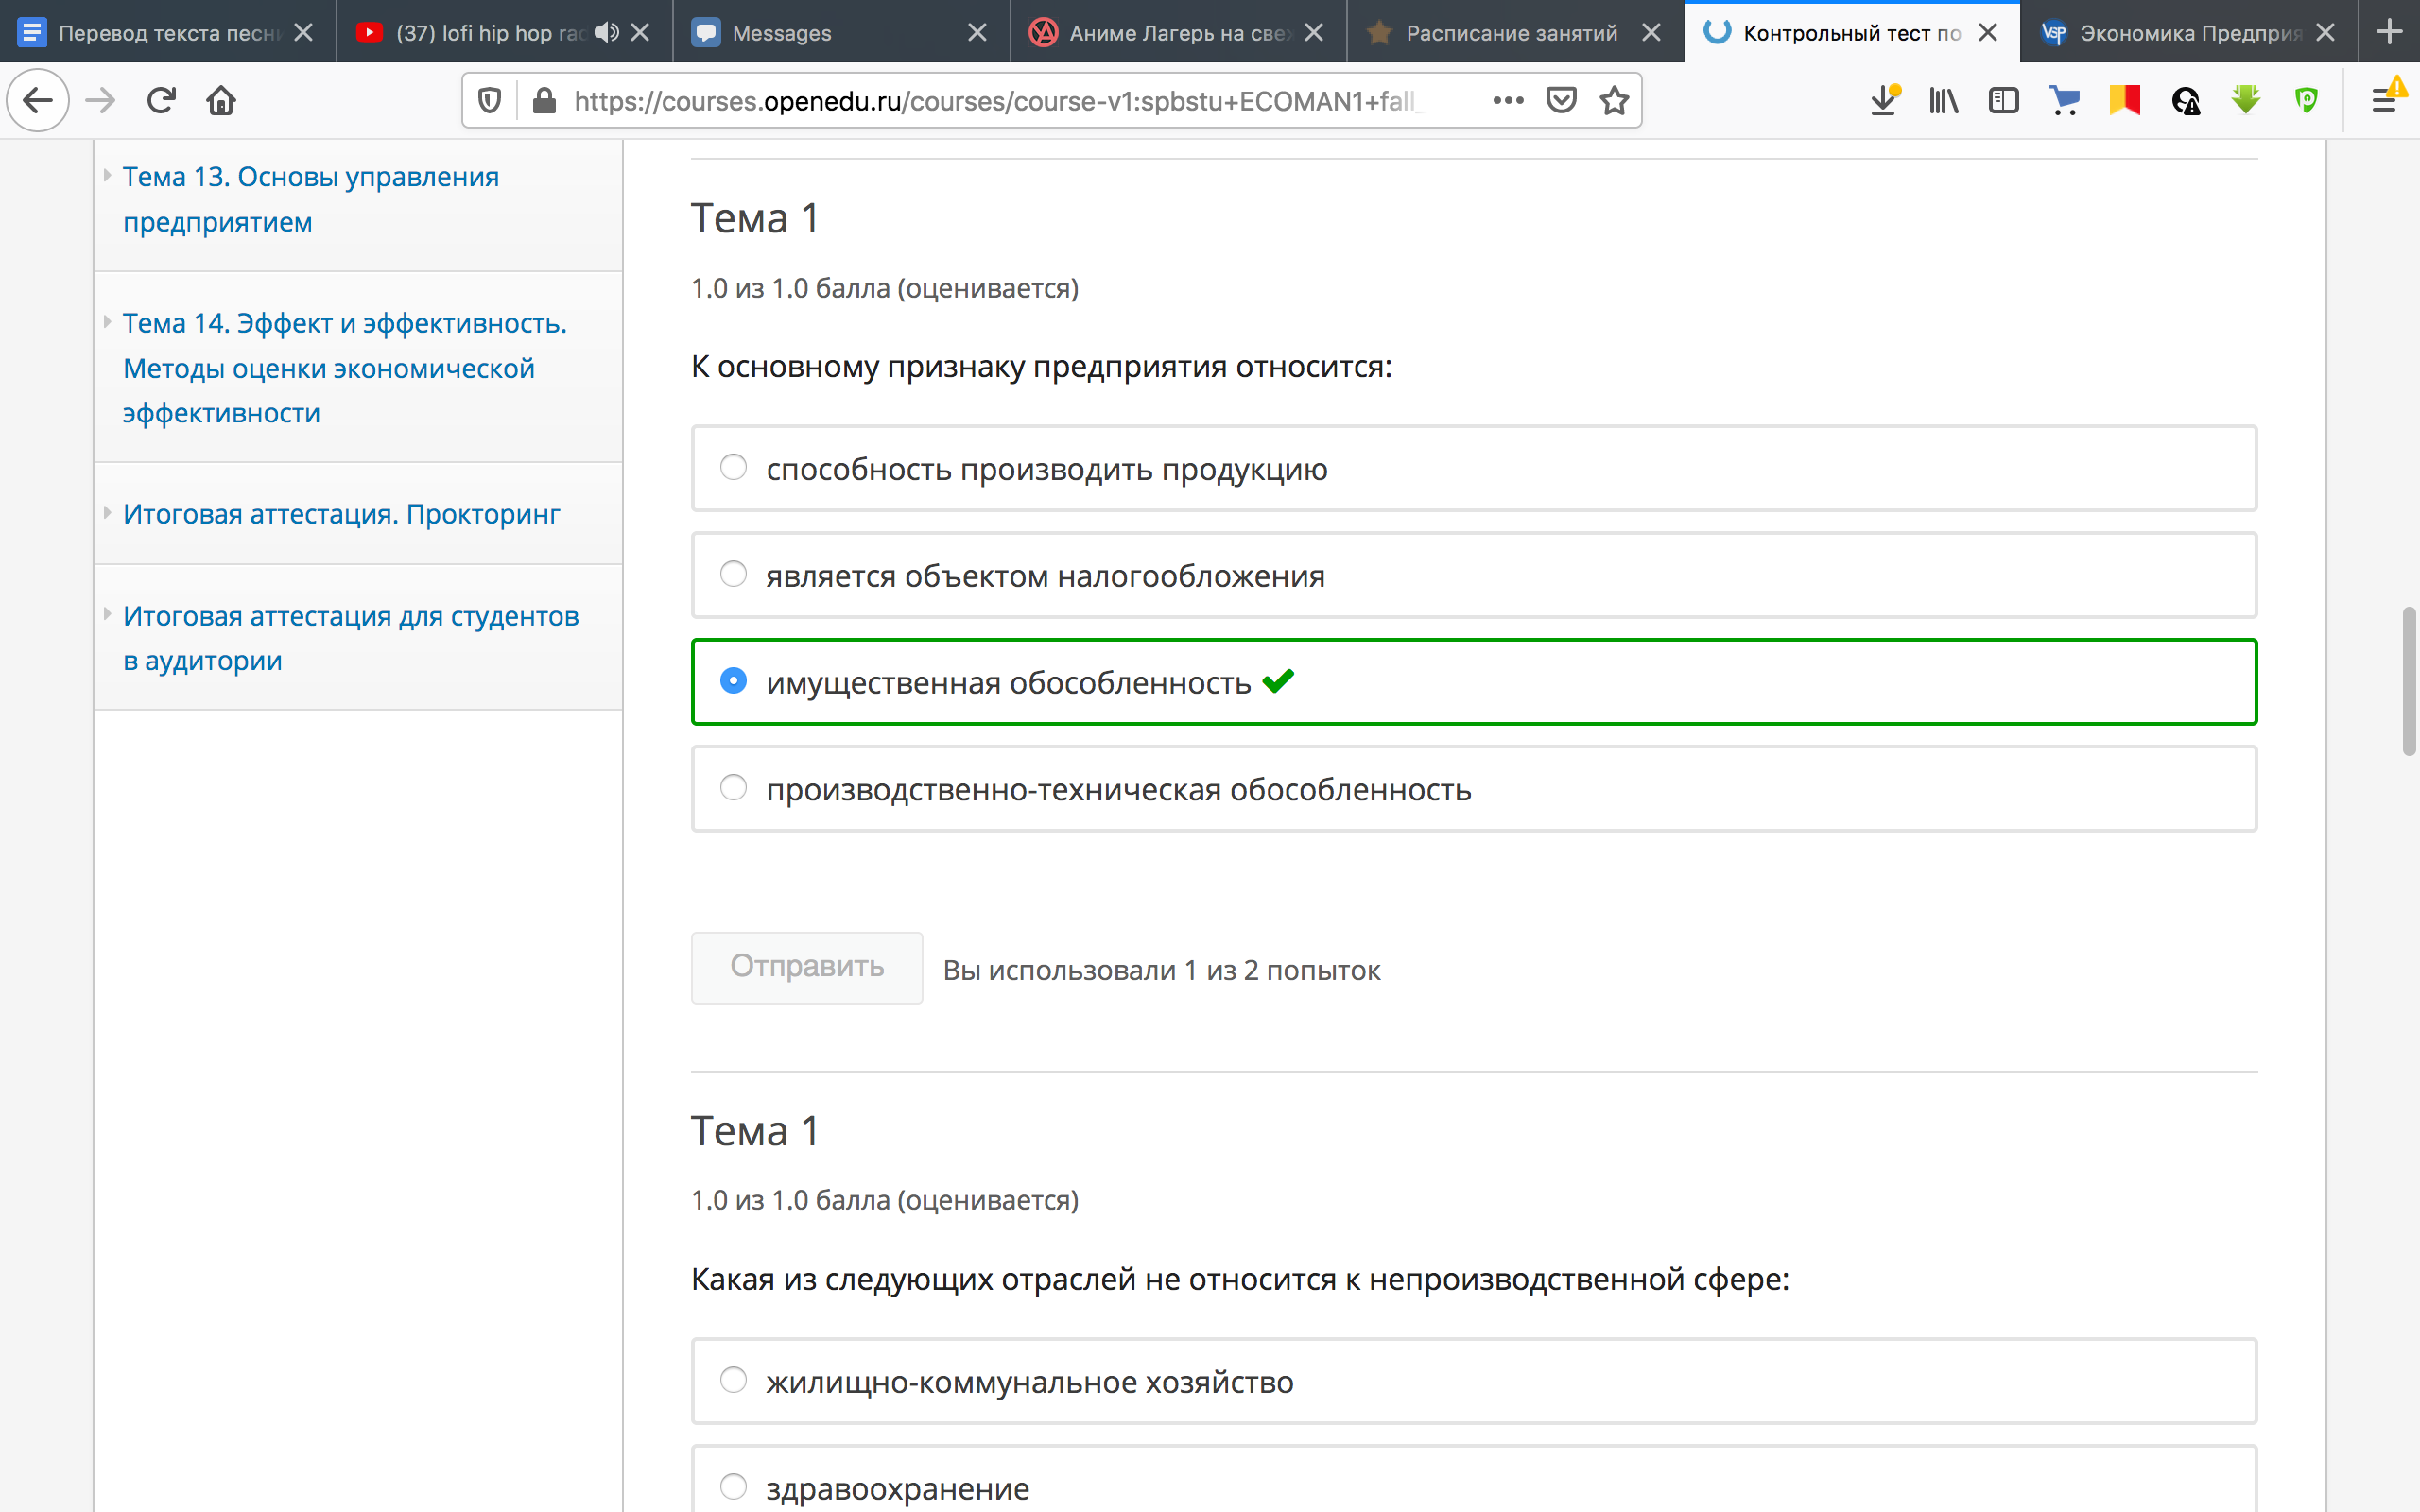 Перевод текста песн
(37) lofi hip hop rac
Messages
Аниме Лагерь на свеж
Расписание занятий
Контрольный тест по
VSP
Экономика Предприя
https://courses.openedu.ru/courses/course-v1:spbstu+ECOMAN1+fall_
Тема 13. Основы управления
предприятием
Тема 14. Эффект и эффективность.
Методы оценки экономической
эффективности
Итоговая аттестация. Прокторинг
Итоговая аттестация для студентов
в аудитории
Тема 1
1.0 из 1.0 балла (оценивается)
К основному признаку предприятия относится:
способность производить продукцию
является объектом налогообложения
имущественная обособленность
производственно-техническая обособленность
Отправить
Вы использовали 1 из 2 попыток
Тема 1
1.0 из 1.0 балла (оценивается)
Какая из следующих отраслей не относится к непроизводственной сфере:
жилищно-коммунальное хозяйство
здравоохранение